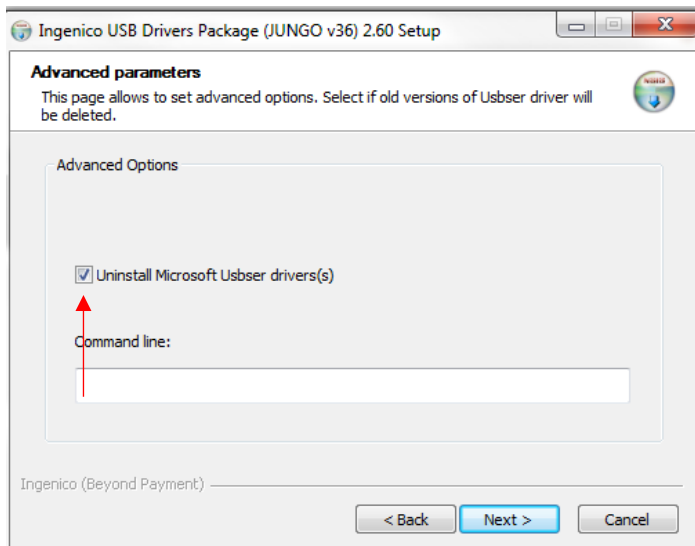 Ingenico USB Drivers Package (JUNGO v36) 2.60 Setup
Advanced parameters
This page allows to set advanced options. Select if old versions of Usbser driver will
be deleted.
Advanced Options
Uninstall Microsoft Usbser drivers(s)
Command line:
Ingenico (Beyond Payment)
< Back
Next >
Cancel